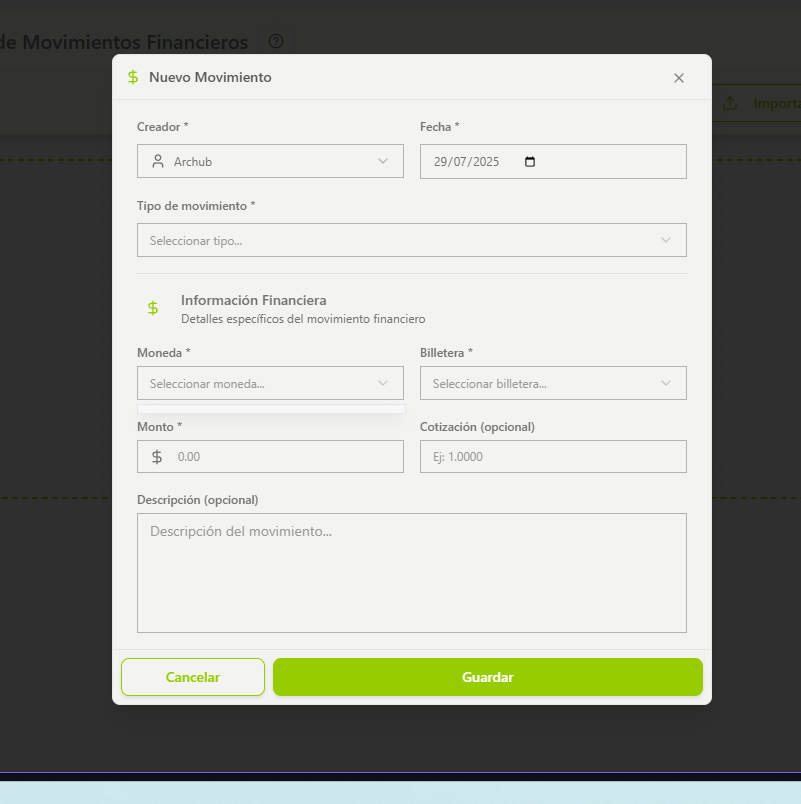 de Movimientos Financieros
$ Nuevo Movimiento
Importa
Creador *
Fecha *
Archub
29/07/2025
Tipo de movimiento *
Seleccionar tipo...
$ Información Financiera
Detalles específicos del movimiento financiero
Moneda *
Billetera *
Seleccionar moneda...
Seleccionar billetera...
Monto *
Cotización (opcional)
$ 0.00
Ej: 1.0000
Descripción (opcional)
Descripción del movimiento...
Cancelar
Guardar